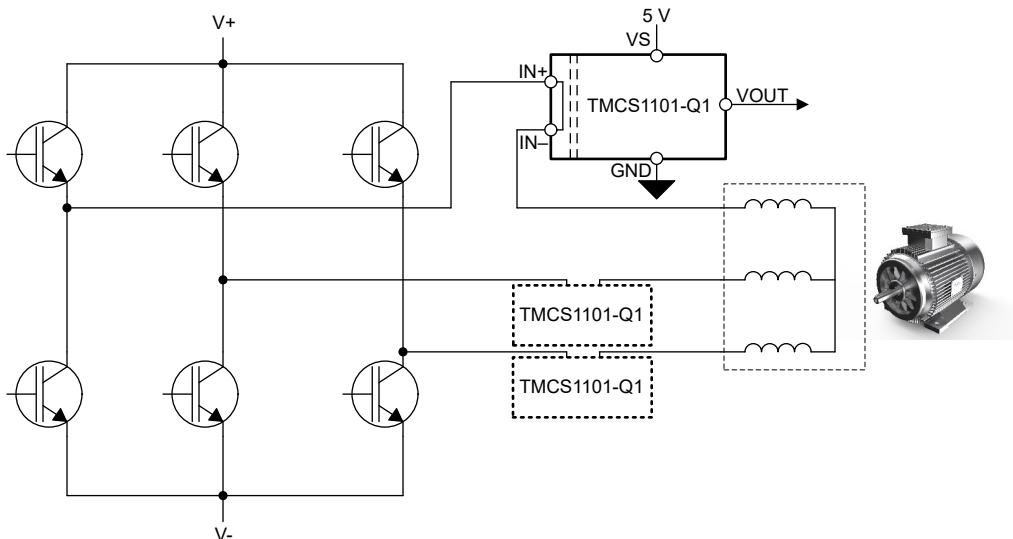 V+
5 V
VS
IN+
TMCS1101-Q1
VOUT
IN–
GND
TMCS1101-Q1
TMCS1101-Q1
V-